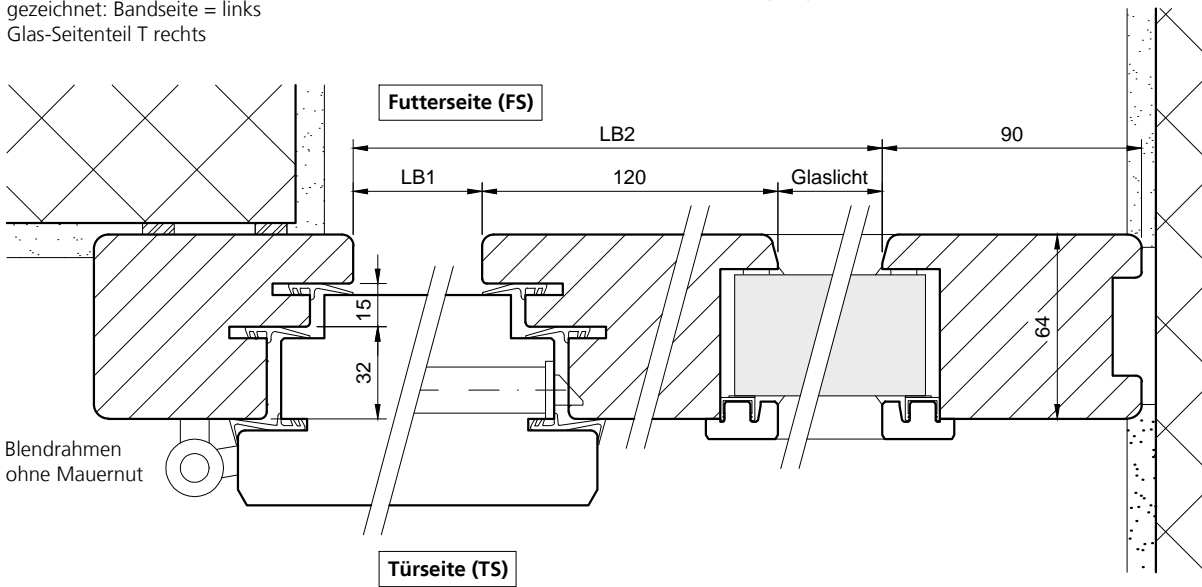 gezeichnet: Bandseite = links
Glas-Seitenteil T rechts
Futterseite (FS)
LB2
90
LB1
120
Glaslicht
15
32
64
Blendrahmen
ohne Mauernut
Türseite (TS)